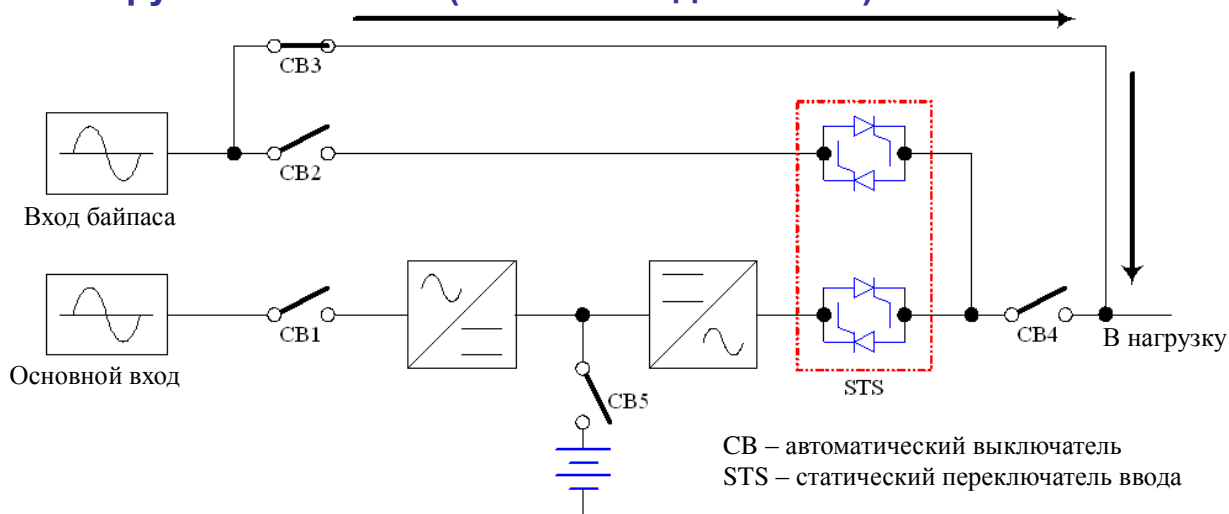 CB3
CB2
Вход байпаса
CB1
CB4
В нагрузку
Основной вход
CB5
STS
CB – автоматический выключатель
STS – статический переключатель ввода